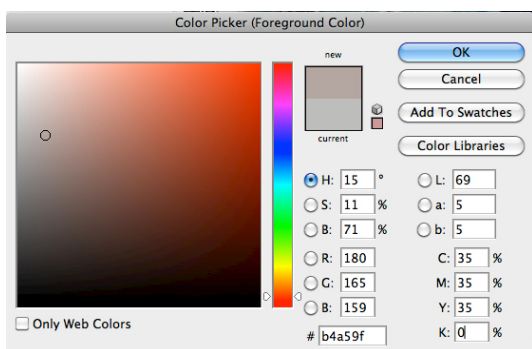 Color Picker (Foreground Color)
new
current
OK
Cancel
Add To Swatches
Color Libraries
H: 15 °
L: 69
S: 11 %
a: 5
B: 71 %
b: 5
R: 180
C: 35 %
G: 165
M: 35 %
B: 159
Y: 35 %
# b4a59f
K: 0 %
Only Web Colors